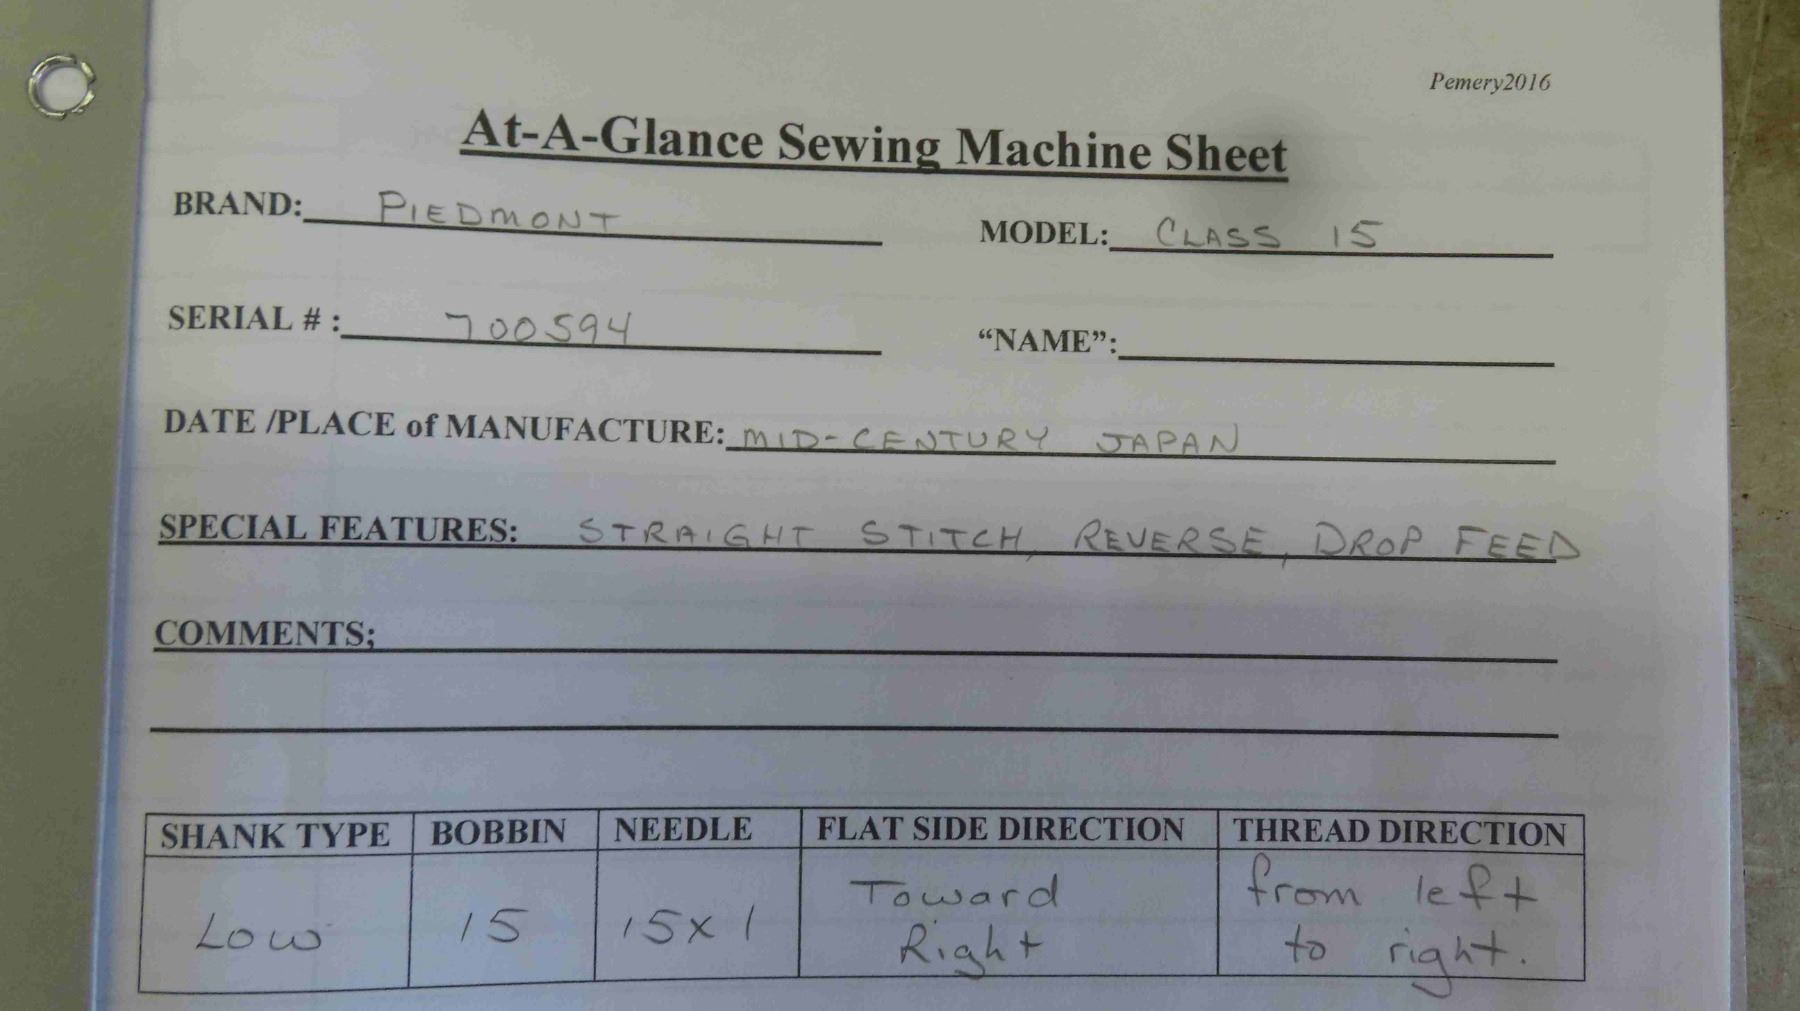 Pemery2016
At-A-Glance Sewing Machine Sheet
BRAND: PIEDMONT MODEL: CLASS 15
SERIAL # : 700594 “NAME”:
DATE /PLACE of MANUFACTURE: MID-CENTURY JAPAN
SPECIAL FEATURES: STRAIGHT STITCH, REVERSE, DROP FEED
COMMENTS;
SHANK TYPE BOBBIN NEEDLE FLAT SIDE DIRECTION THREAD DIRECTION
Low 15 15x1 Toward Right from left to right.